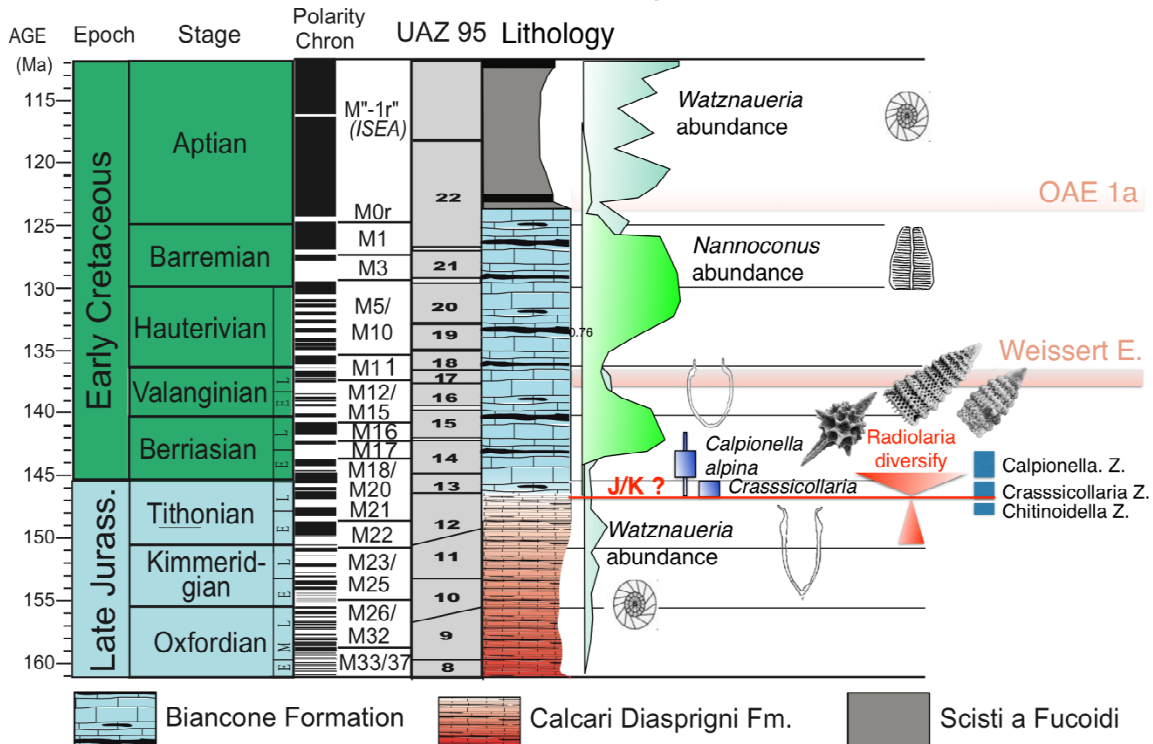 Polarity
AGE Epoch Stage Chron UAZ 95 Lithology
(Ma)
115
120
125
130
135
140
145
150
155
160
Early Cretaceous
Late Jurass.
Aptian
Barremian
Hauterivian
Valanginian
Berriasian
Tithonian
Kimmerid-
gian
Oxfordian
L
E
L
E
L
E
L
E
L
E
L
M
E
M"-1r"
(ISEA)
M0r
M1
M3
M5/
M10
M11
M12/
M15
M16
M17
M18/
M20
M21
M22
M23/
M25
M26/
M32
M33/37
22
21
20
19
18
17
16
15
14
13
12
11
10
9
8
0.76
Watznaueria
abundance
OAE 1a
Nannoconus
abundance
Weissert E.
Radiolaria
diversify
Calpionella
alpina
Crasssicollaria
J/K ?
Calpionella. Z.
Crasssicollaria Z.
Chitinoidella Z.
Watznaueria
abundance
Biancone Formation
Calcari Diasprigni Fm.
Scisti a Fucoidi